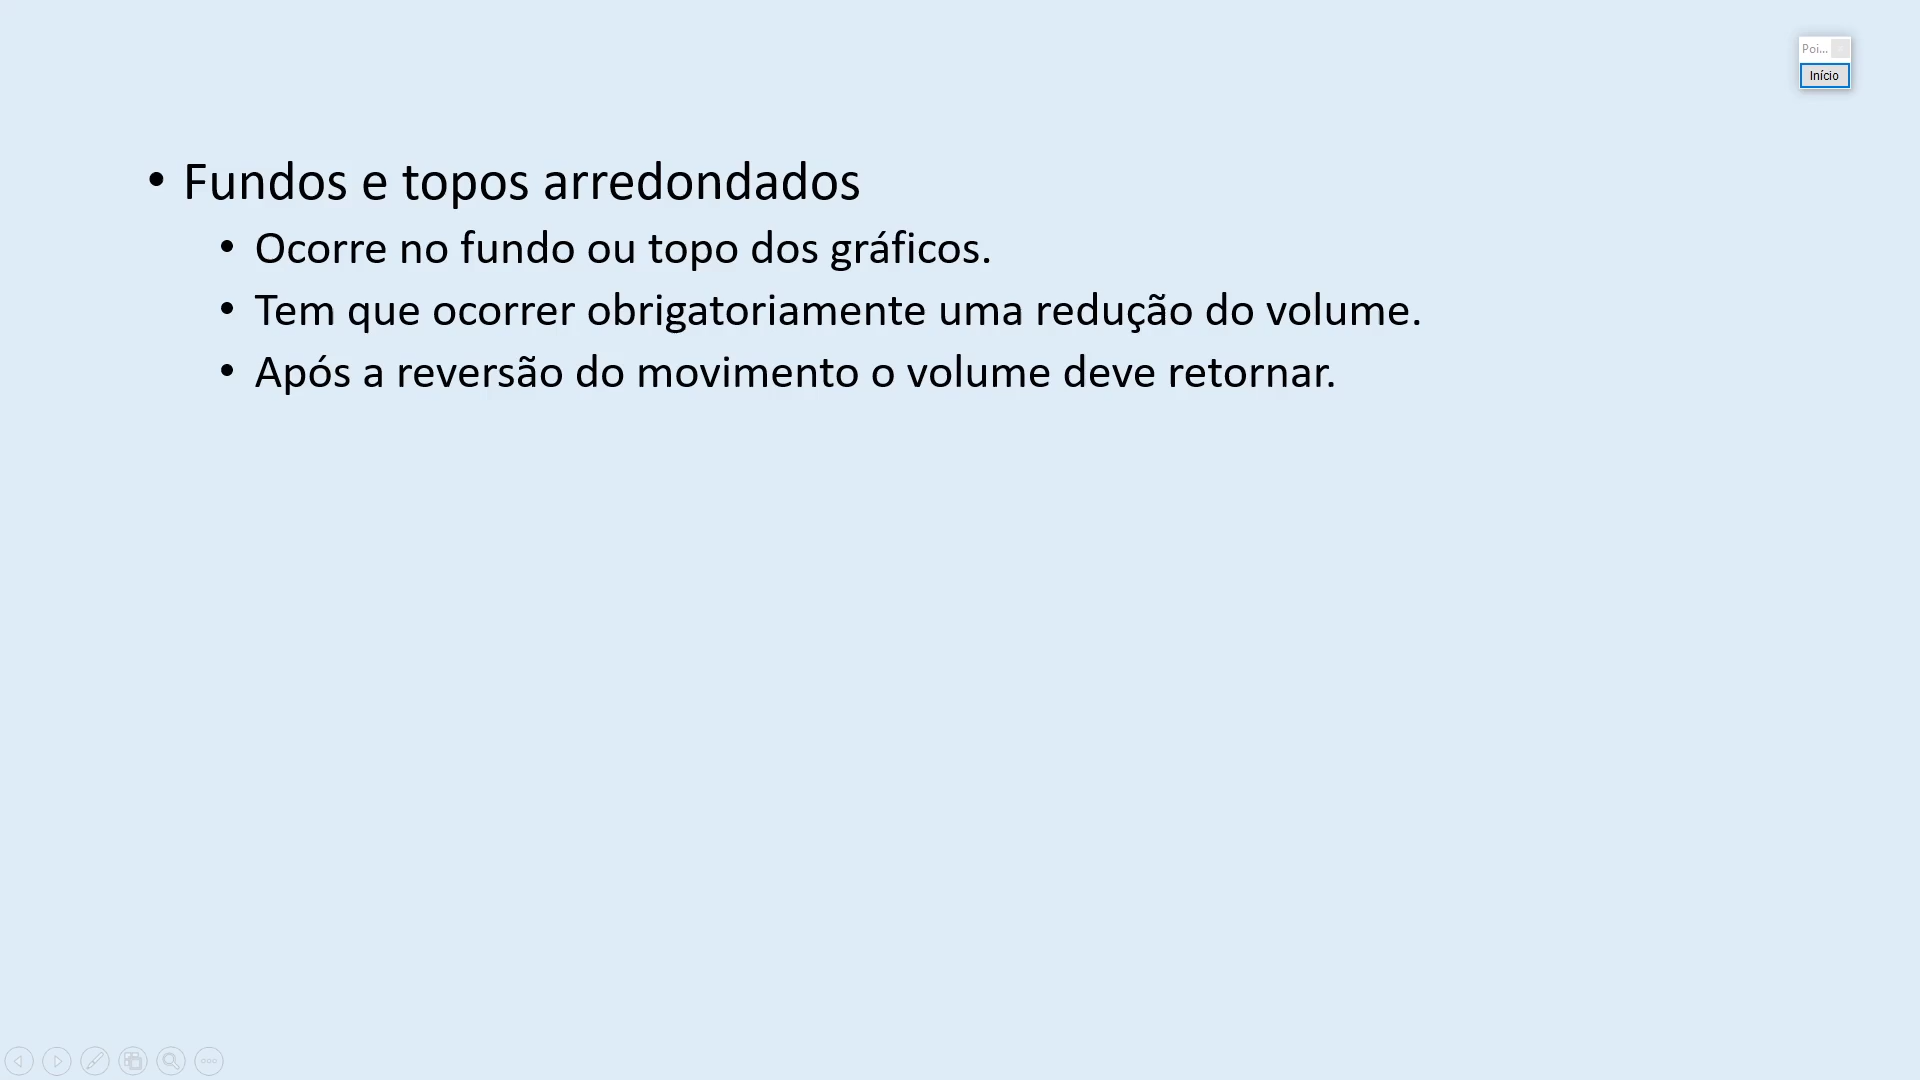 Poi...
Início
• Fundos e topos arredondados
• Ocorre no fundo ou topo dos gráficos.
• Tem que ocorrer obrigatoriamente uma redução do volume.
• Após a reversão do movimento o volume deve retornar.